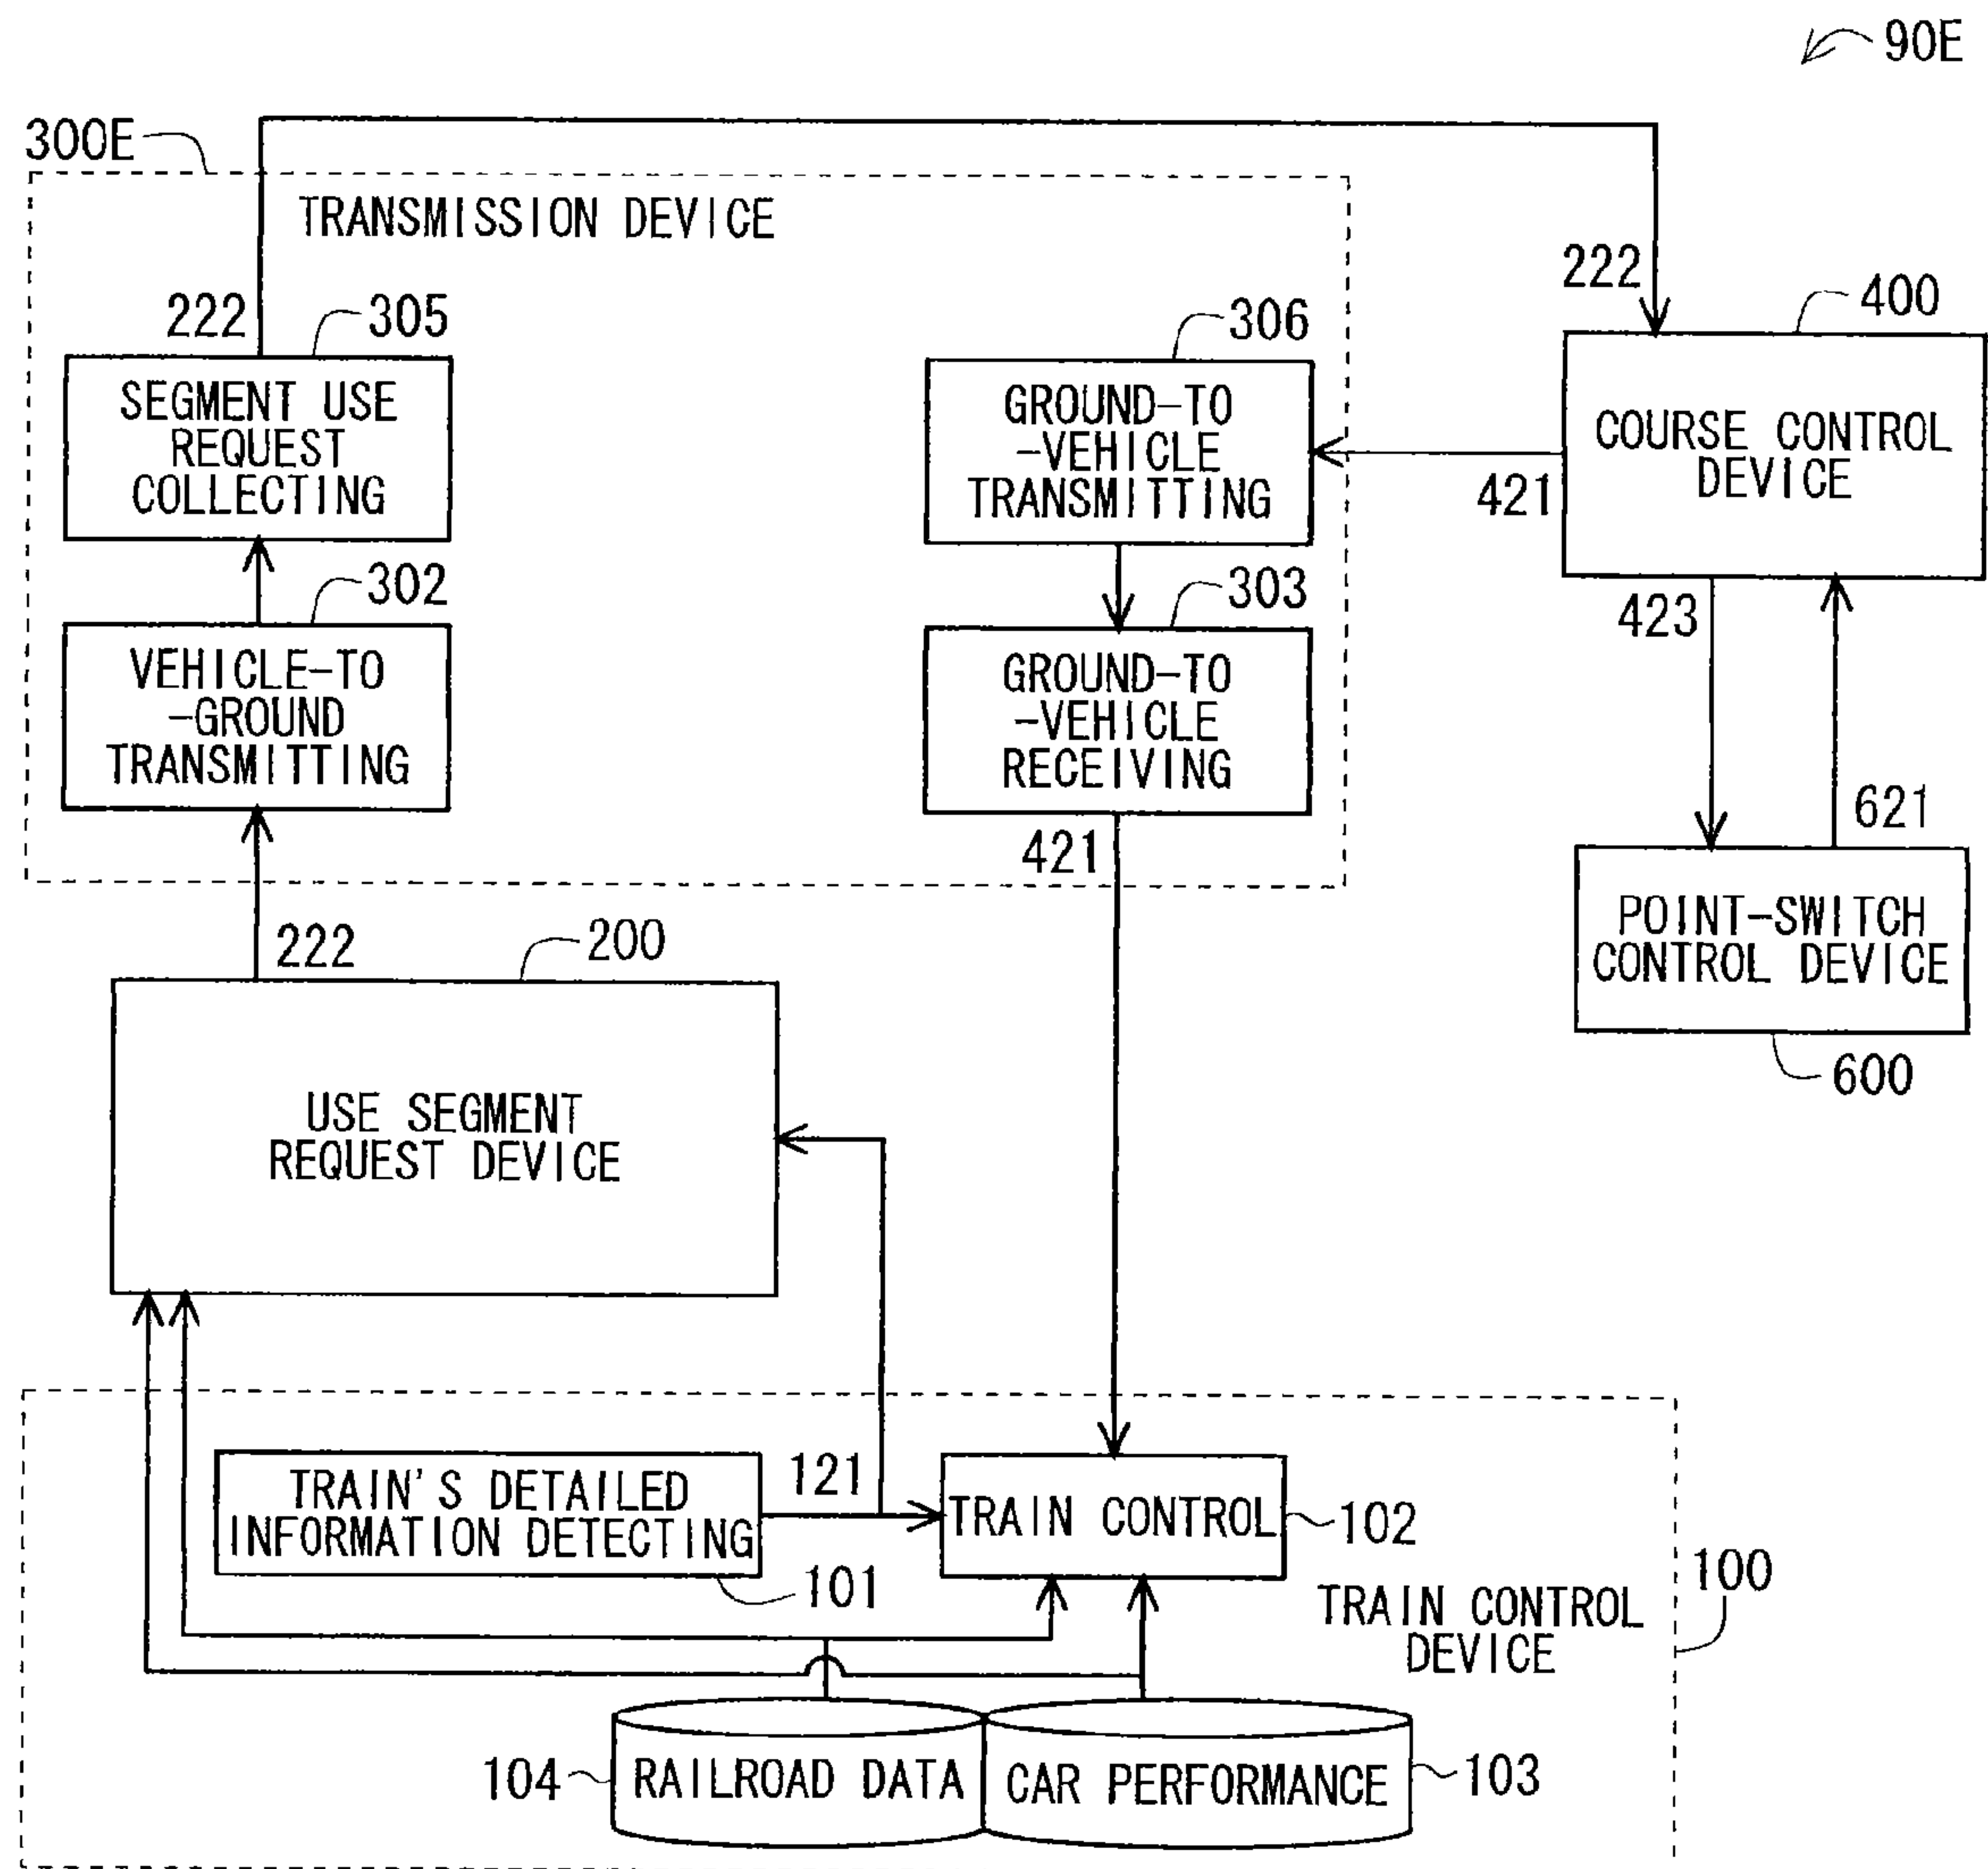 90E
300E
TRANSMISSION DEVICE
222
305
SEGMENT USE
REQUEST
COLLECTING
306
GROUND-TO
-VEHICLE
TRANSMITTING
222
400
COURSE CONTROL
DEVICE
421
302
VEHICLE-TO
-GROUND
TRANSMITTING
303
GROUND-TO
-VEHICLE
RECEIVING
421
423
621
POINT-SWITCH
CONTROL DEVICE
600
222
200
USE SEGMENT
REQUEST DEVICE
TRAIN'S DETAILED
INFORMATION DETECTING
101
121
TRAIN CONTROL
102
100
TRAIN CONTROL
DEVICE
104
RAILROAD DATA
CAR PERFORMANCE
103